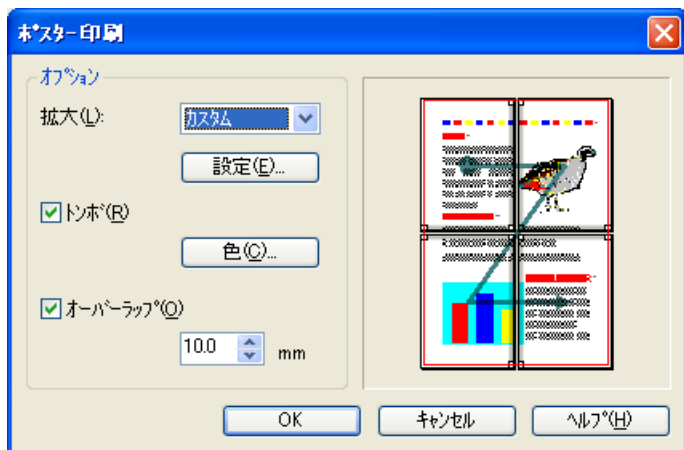 ﾎﾟｽﾀｰ印刷
ｵﾌﾟｼｮﾝ
拡大(L):
ｶｽﾀﾑ
設定(E)...
ﾄﾝﾎﾞ(R)
色(C)...
ｵｰﾊﾞｰﾗｯﾌﾟ(O)
10.0
mm
OK
ｷｬﾝｾﾙ
ﾍﾙﾌﾟ(H)